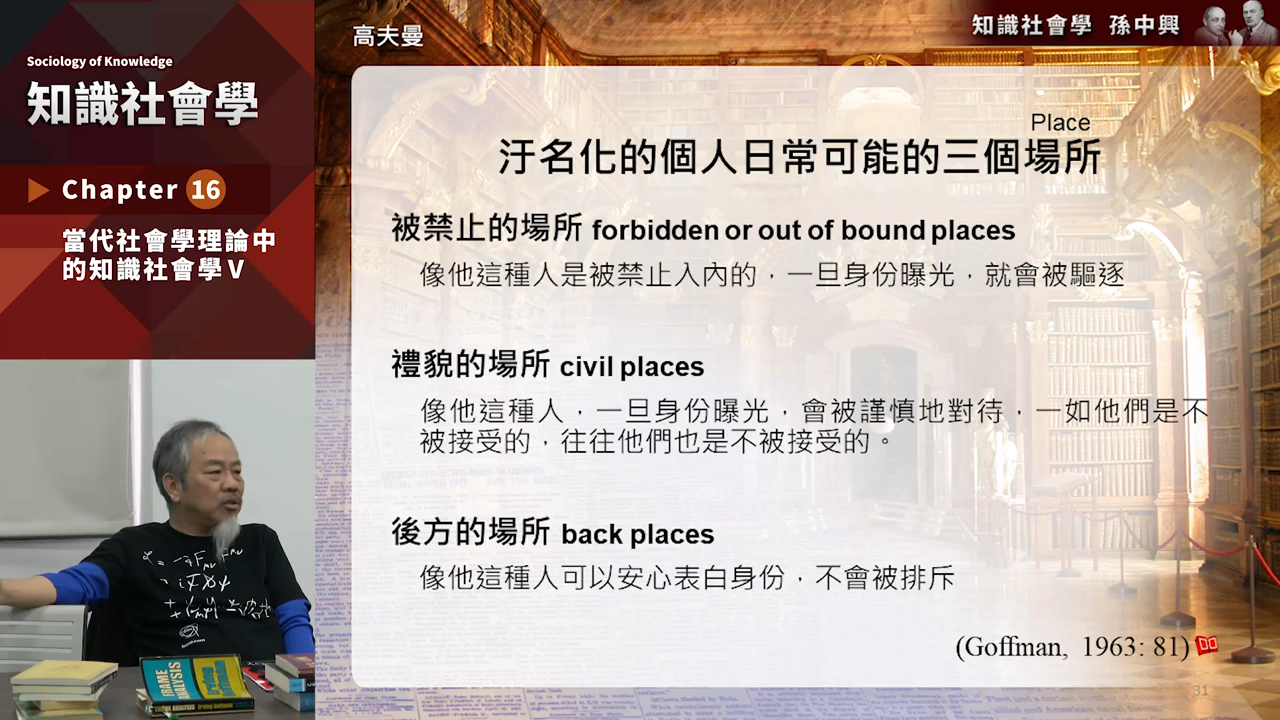 Sociology of Knowledge
知識社會學
Chapter 16
當代社會學理論中
的知識社會學 V
高夫曼
知識社會學 孫中興
Place
汙名化的個人日常可能的三個場所
被禁止的場所 forbidden or out of bound places
像他這種人是被禁止入內的，一旦身份曝光，就會被驅逐
禮貌的場所 civil places
像他這種人，一旦身份曝光，會被謹慎地對待，一如他們是不
被接受的，往往他們也是不被接受的。
後方的場所 back places
像他這種人可以安心表白身份，不會被排斥
(Goffman, 1963: 81)
31
FRAME
ANALYSIS